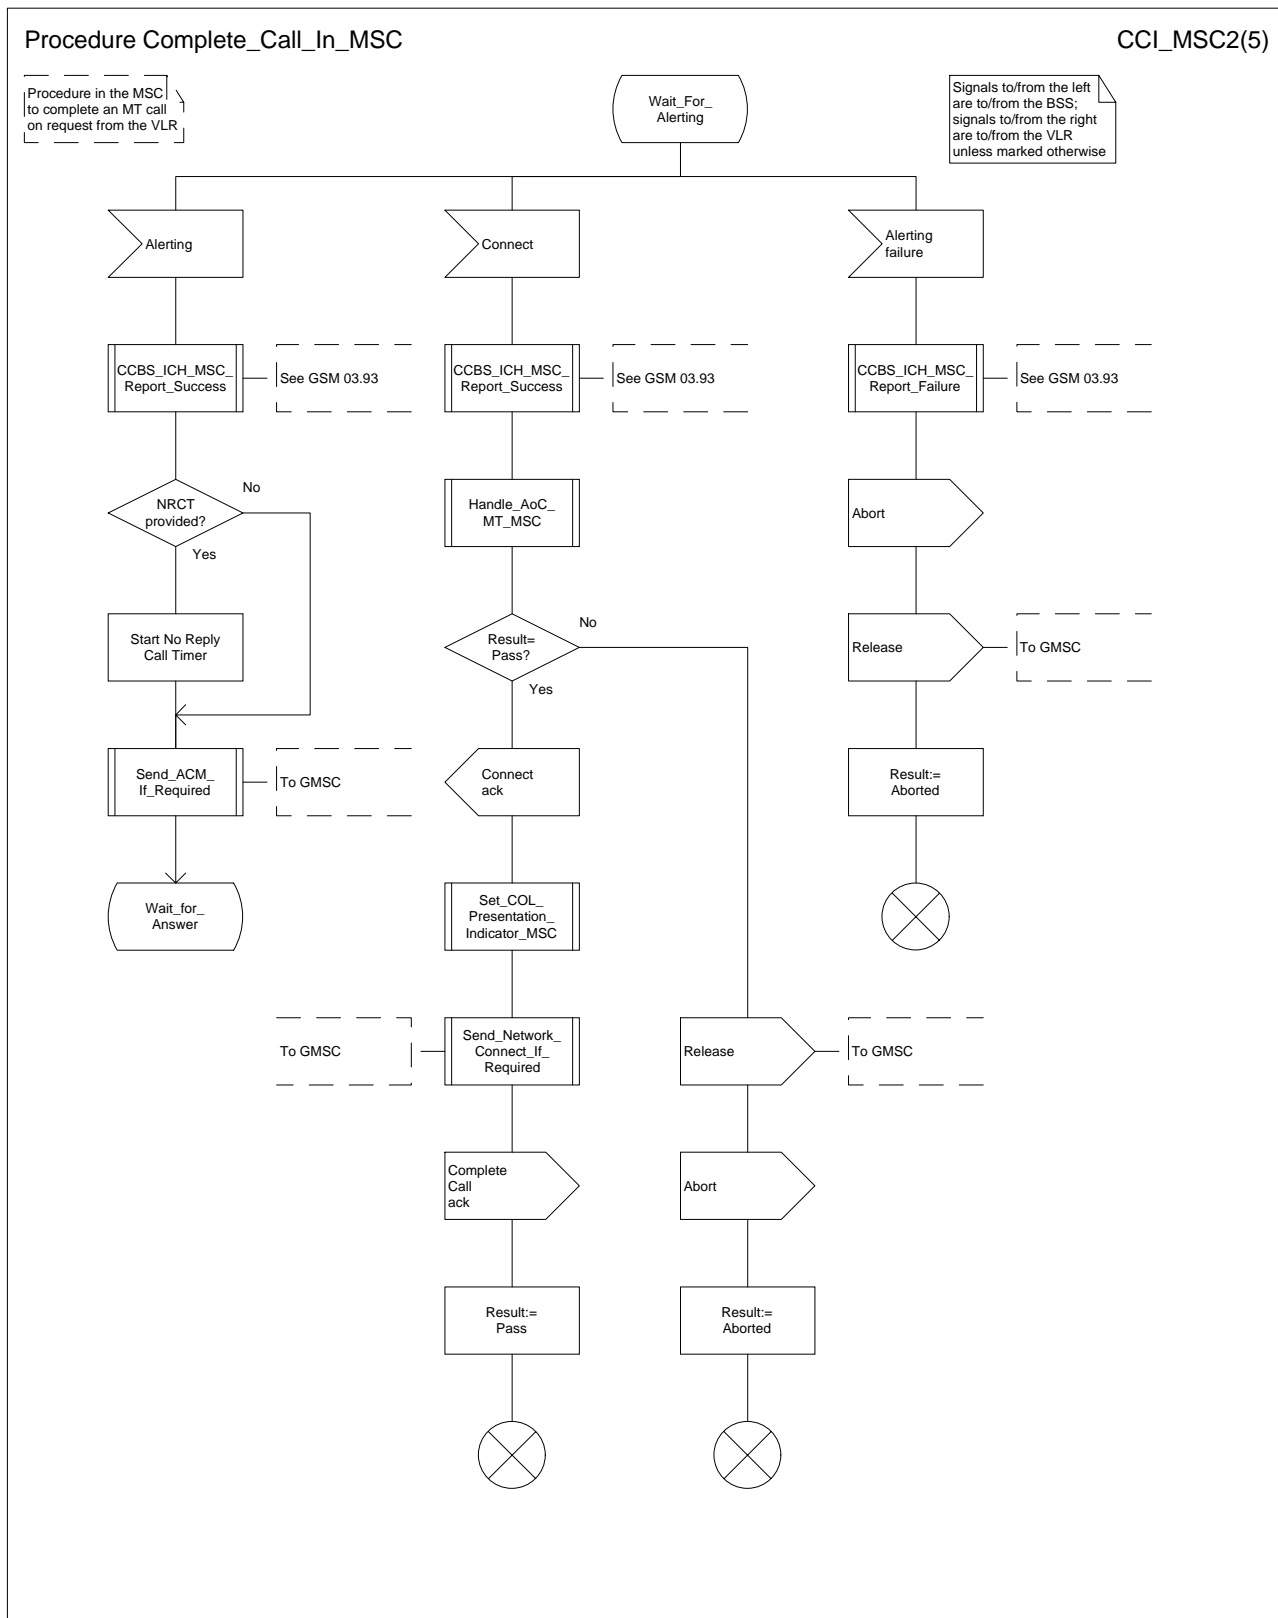 Procedure Complete_Call_In_MSC
CCI_MSC2(5)
Procedure in the MSC
to complete an MT call
on request from the VLR
Wait_For_
Alerting
Signals to/from the left
are to/from the BSS;
signals to/from the right
are to/from the VLR
unless marked otherwise
Alerting
Connect
Alerting
failure
CCBS_ICH_MSC_
Report_Success
See GSM 03.93
CCBS_ICH_MSC_
Report_Success
See GSM 03.93
CCBS_ICH_MSC_
Report_Failure
See GSM 03.93
NRCT
provided?
No
Yes
Handle_AoC_
MT_MSC
Abort
Start No Reply
Call Timer
Result=
Pass?
No
Yes
Release
To GMSC
Send_ACM_
If_Required
To GMSC
Connect
ack
Result:=
Aborted
Wait_for_
Answer
Set_COL_
Presentation_
Indicator_MSC
To GMSC
Send_Network_
Connect_If_
Required
Release
To GMSC
Complete
Call
ack
Abort
Result:=
Pass
Result:=
Aborted